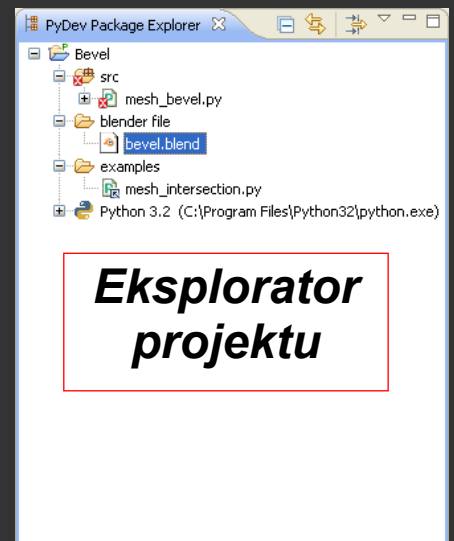 PyDev Package Explorer
Bevel
src
mesh_bevel.py
blender file
bevel.blend
examples
mesh_intersection.py
Python 3.2 (C:\Program Files\Python32\python.exe)
Eksplorator
projektu